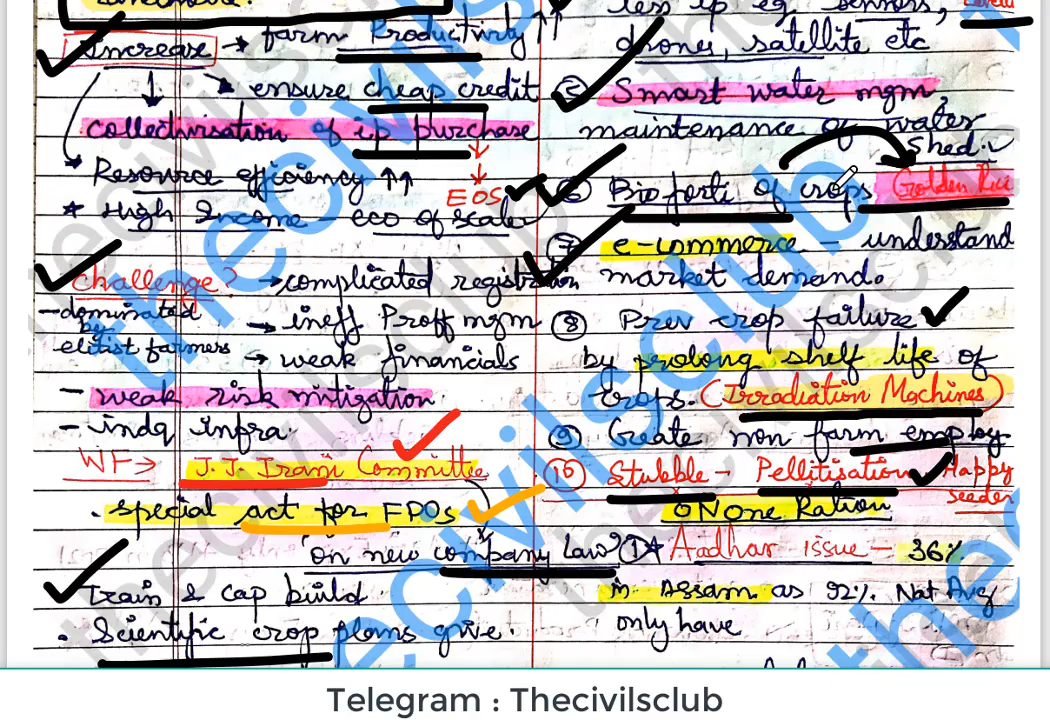 Increase → farm Productivity ↑↑
↓ ↘ ensure cheap credit
collectivisation of i.p purchase
* Resource efficiency ↑↑
EOS
* High Income eco of scale
Challenge? → complicated registration
- dominated by elitist farmers
→ ineff Proff mgm
→ weak financials
- weak risk mitigation
- indq infra.
WF → J.J. Irani Committee
• special act for FPOs
on new company law
Train & cap build
• Scientific crop plans give.
less ip eg sensors,
drones, satellite etc
⑤ Smart water mgm,
maintenance of water
shed.
⑥ Bio forti of crops Golden Rice
⑦ e-commerce - understand
market demand.
⑧ Prev crop failure
by prolong shelf life of
crops. (Irradiation Machines)
⑨ Create non farm employ
⑩ Stubble - Pellitisation Happy
seeder
ONOne Ration
① * Aadhar issue - 36%
in Assam as 92% Nat Avg
only have
thecivilsclub
Telegram : Thecivilsclub